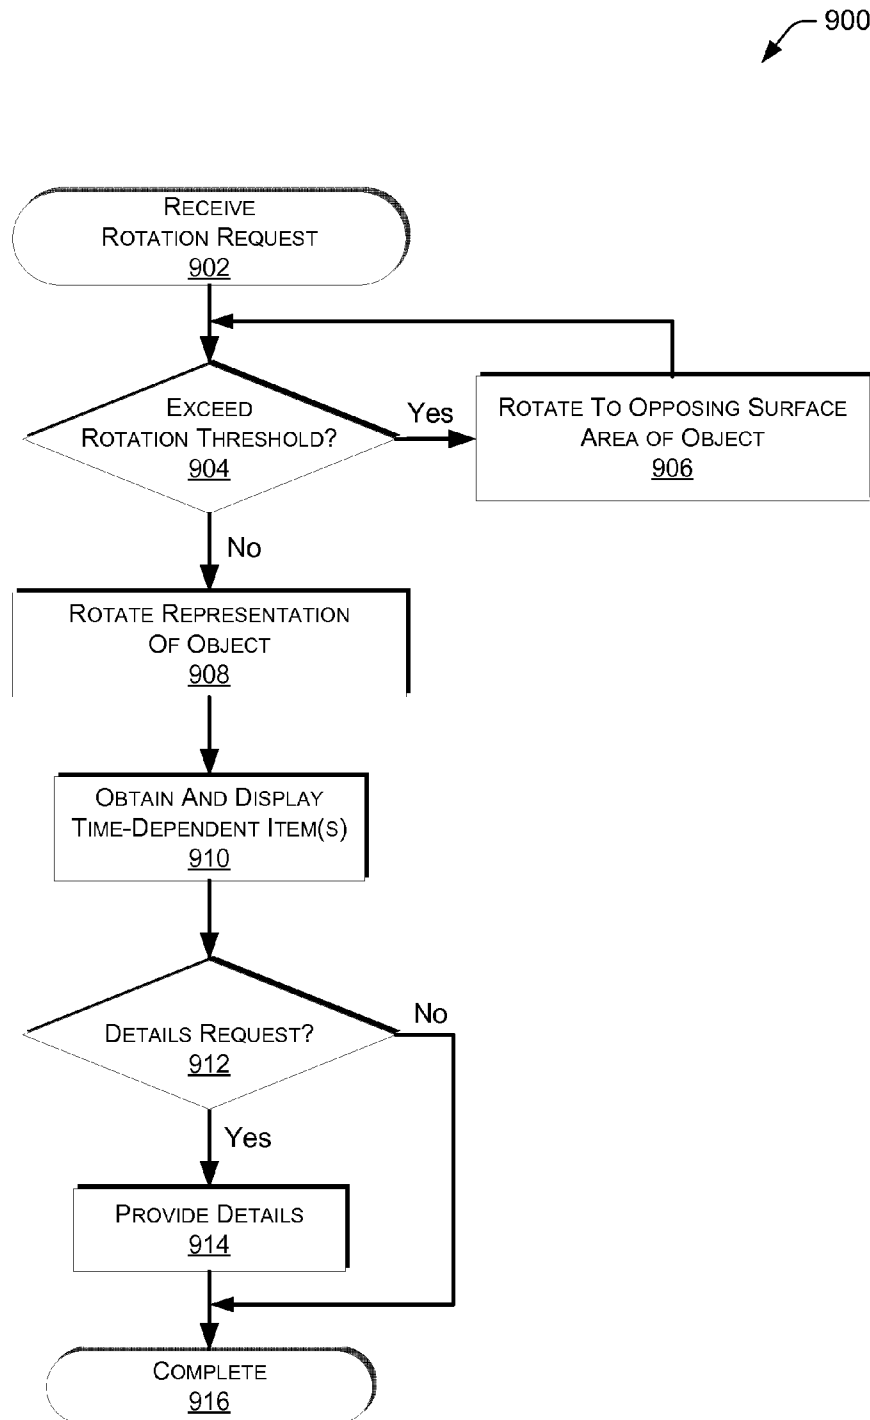 900
RECEIVE
ROTATION REQUEST
902
EXCEED
ROTATION THRESHOLD?
904
Yes
ROTATE TO OPPOSING SURFACE
AREA OF OBJECT
906
No
ROTATE REPRESENTATION
OF OBJECT
908
OBTAIN AND DISPLAY
TIME-DEPENDENT ITEM(S)
910
No
DETAILS REQUEST?
912
Yes
PROVIDE DETAILS
914
COMPLETE
916